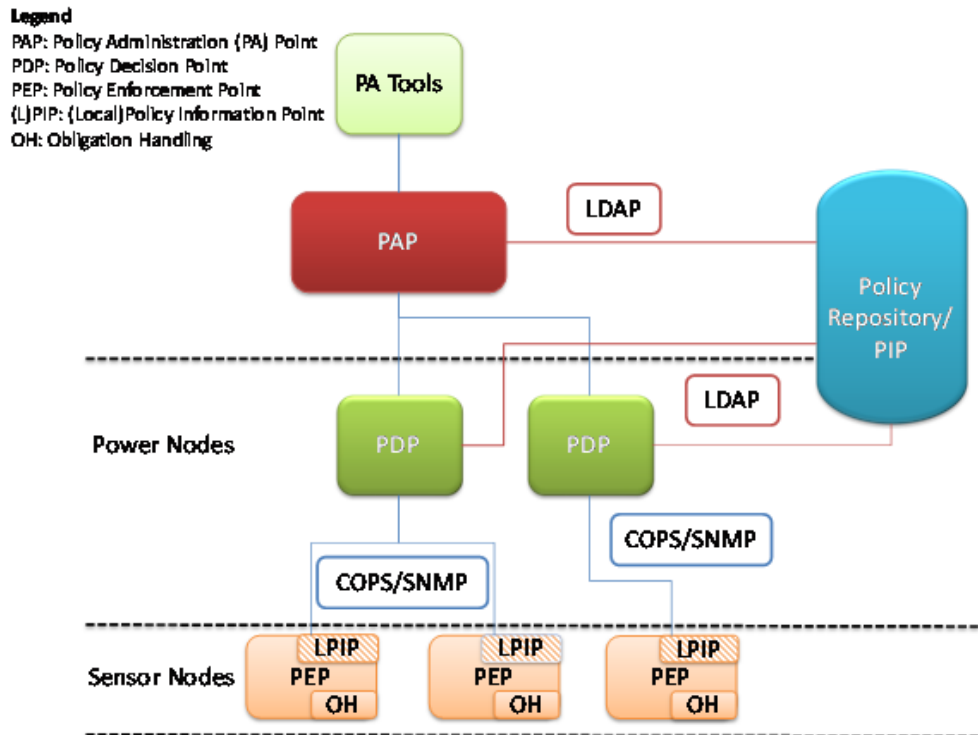 Legend
PAP: Policy Administration (PA) Point
PDP: Policy Decision Point
PEP: Policy Enforcement Point
(L)PIP: (Local)Policy Information Point
OH: Obligation Handling
PA Tools
LDAP
PAP
Policy
Repository/
PIP
LDAP
Power Nodes
PDP
PDP
COPS/SNMP
COPS/SNMP
Sensor Nodes
LPIP
PEP
OH
LPIP
PEP
OH
LPIP
PEP
OH